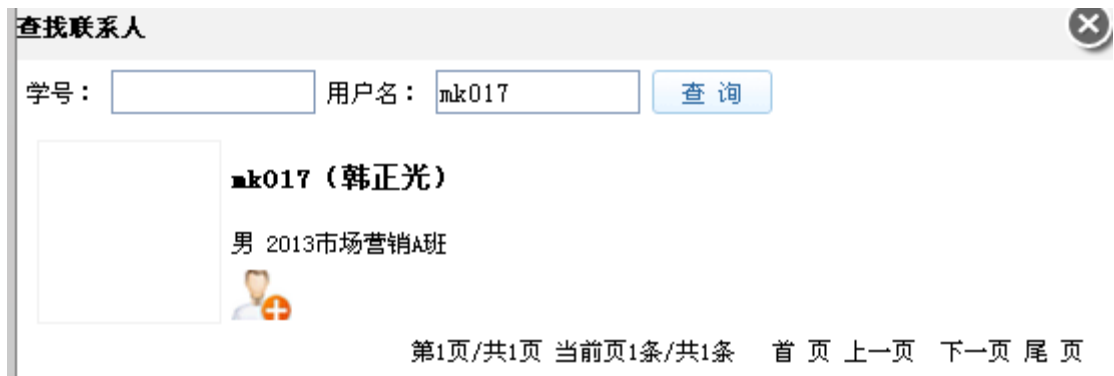 查找联系人
学号： 用户名： mk017 查 询
mk017（韩正光）
男 2013市场营销A班
第1页/共1页 当前页1条/共1条 首 页 上一页 下一页 尾 页